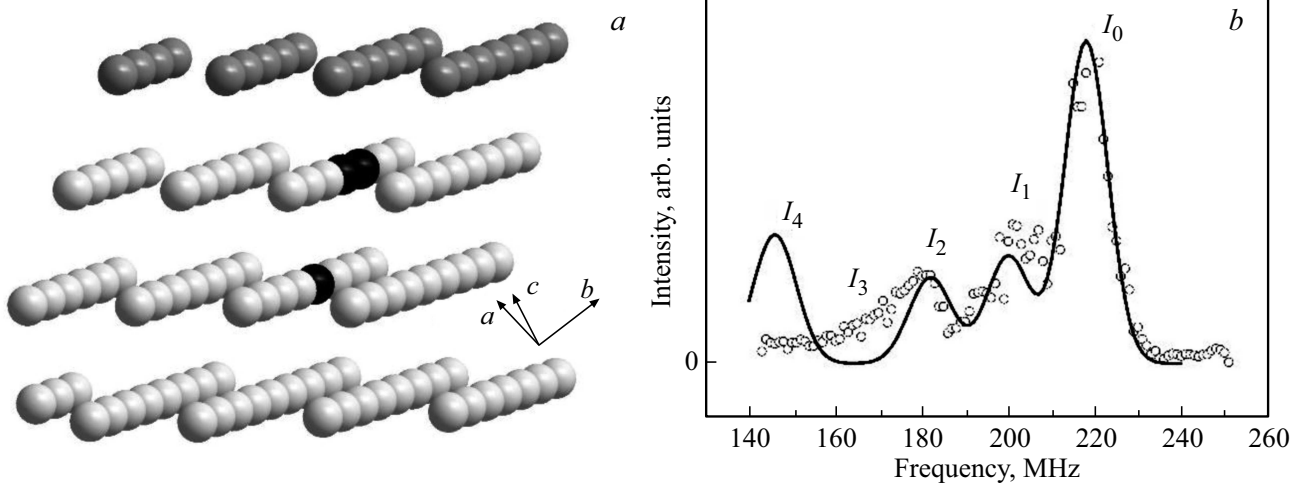 a
c
b
a
b
I0
I1
I4
I2
I3
Intensity, arb. units
0
140 160 180 200 220 240 260
Frequency, MHz